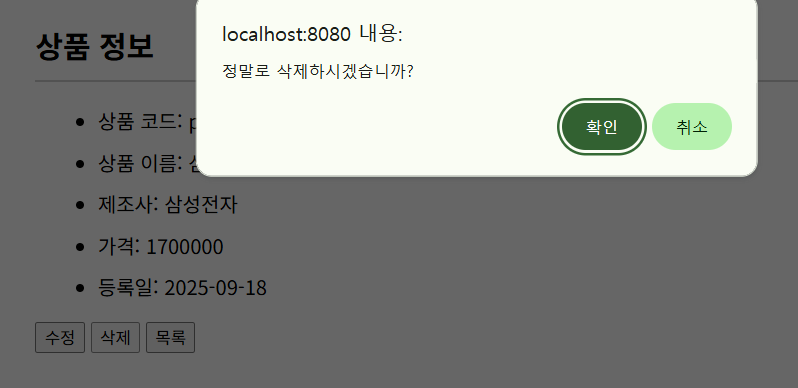 localhost:8080 내용:
정말로 삭제하시겠습니까?
확인 취소
상품 정보
상품 코드:
상품 이름:
제조사: 삼성전자
가격: 1700000
등록일: 2025-09-18
수정 삭제 목록